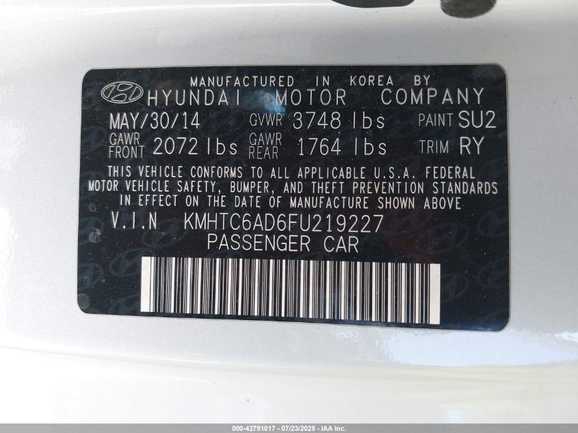 MANUFACTURED IN KOREA BY
HYUNDAI MOTOR COMPANY
MAY/30/14 GVWR 3748 lbs PAINT SU2
GAWR FRONT 2072 lbs GAWR REAR 1764 lbs TRIM RY
THIS VEHICLE CONFORMS TO ALL APPLICABLE U.S.A. FEDERAL
MOTOR VEHICLE SAFETY, BUMPER, AND THEFT PREVENTION STANDARDS
IN EFFECT ON THE DATE OF MANUFACTURE SHOWN ABOVE
V.I.N KMHTC6AD6FU219227
PASSENGER CAR
000-43791017 - 07/23/2025 - IAA Inc.